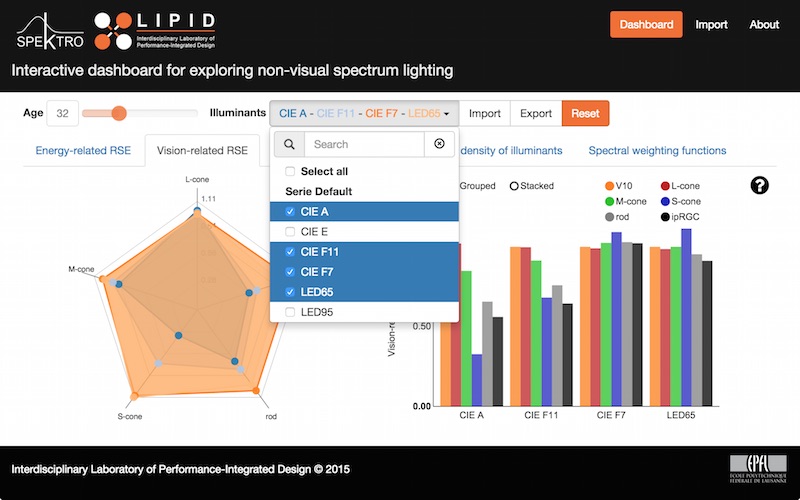 SPEKTRO
LIPID
Interdisciplinary Laboratory of
Performance-Integrated Design
Dashboard
Import
About
Interactive dashboard for exploring non-visual spectrum lighting
Age
32
Illuminants
CIE A - CIE F11 - CIE F7 - LED65
Import
Export
Reset
Energy-related RSE
Vision-related RSE
density of illuminants
Spectral weighting functions
Search
Select all
Serie Default
CIE A
CIE E
CIE F11
CIE F7
LED65
LED95
L-cone
1.11
M-cone
S-cone
rod
Grouped
Stacked
V10
L-cone
M-cone
S-cone
rod
ipRGC
?
Vision-re
0.50
0.00
CIE A
CIE F11
CIE F7
LED65
Interdisciplinary Laboratory of Performance-Integrated Design © 2015
EPFL
ÉCOLE POLYTECHNIQUE
FÉDÉRALE DE LAUSANNE